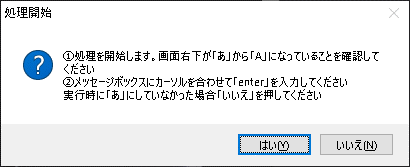 処理開始
①処理を開始します。画面右下が「あ」から「A」になっていることを確認して
ください
②メッセージボックスにカーソルを合わせて「enter」を入力してください
実行時に「あ」にしていなかった場合「いいえ」を押してください
はい(Y)
いいえ(N)